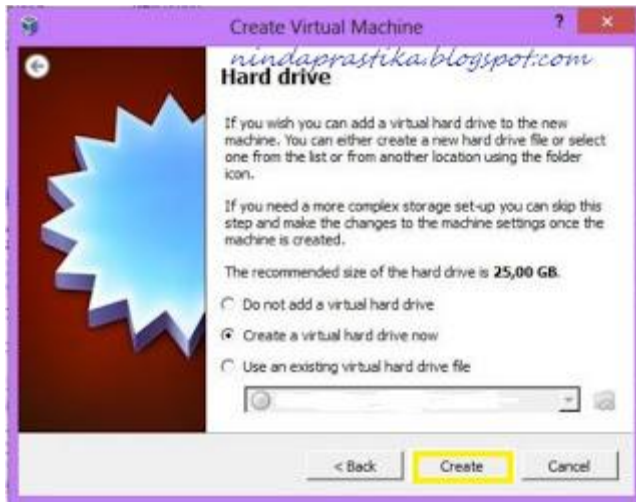 Create Virtual Machine
?
nindaprastika.blogspot.com
Hard drive
If you wish you can add a virtual hard drive to the new
machine. You can either create a new hard drive file or select
one from the list or from another location using the folder
icon.
If you need a more complex storage set-up you can skip this
step and make the changes to the machine settings once the
machine is created.
The recommended size of the hard drive is 25,00 GB.
Do not add a virtual hard drive
Create a virtual hard drive now
Use an existing virtual hard drive file
< Back Create Cancel